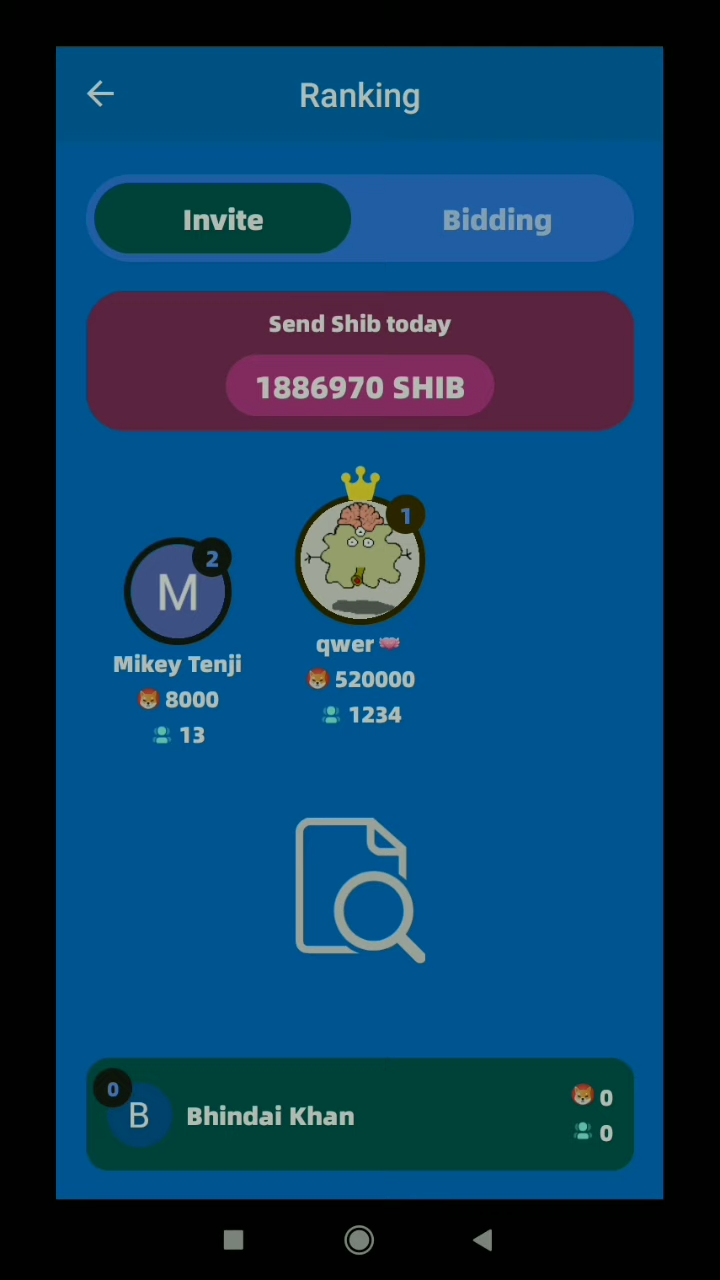 Ranking
Invite
Bidding
Send Shib today
1886970 SHIB
1
2
M
qwer
Mikey Tenji
520000
8000
1234
13
0
B
Bhindai Khan
0
0